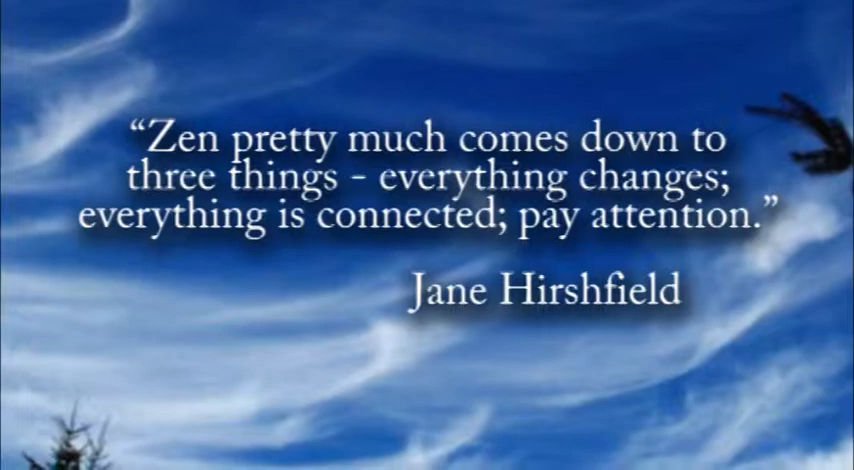 “Zen pretty much comes down to
three things - everything changes;
everything is connected; pay attention.”
Jane Hirshfield